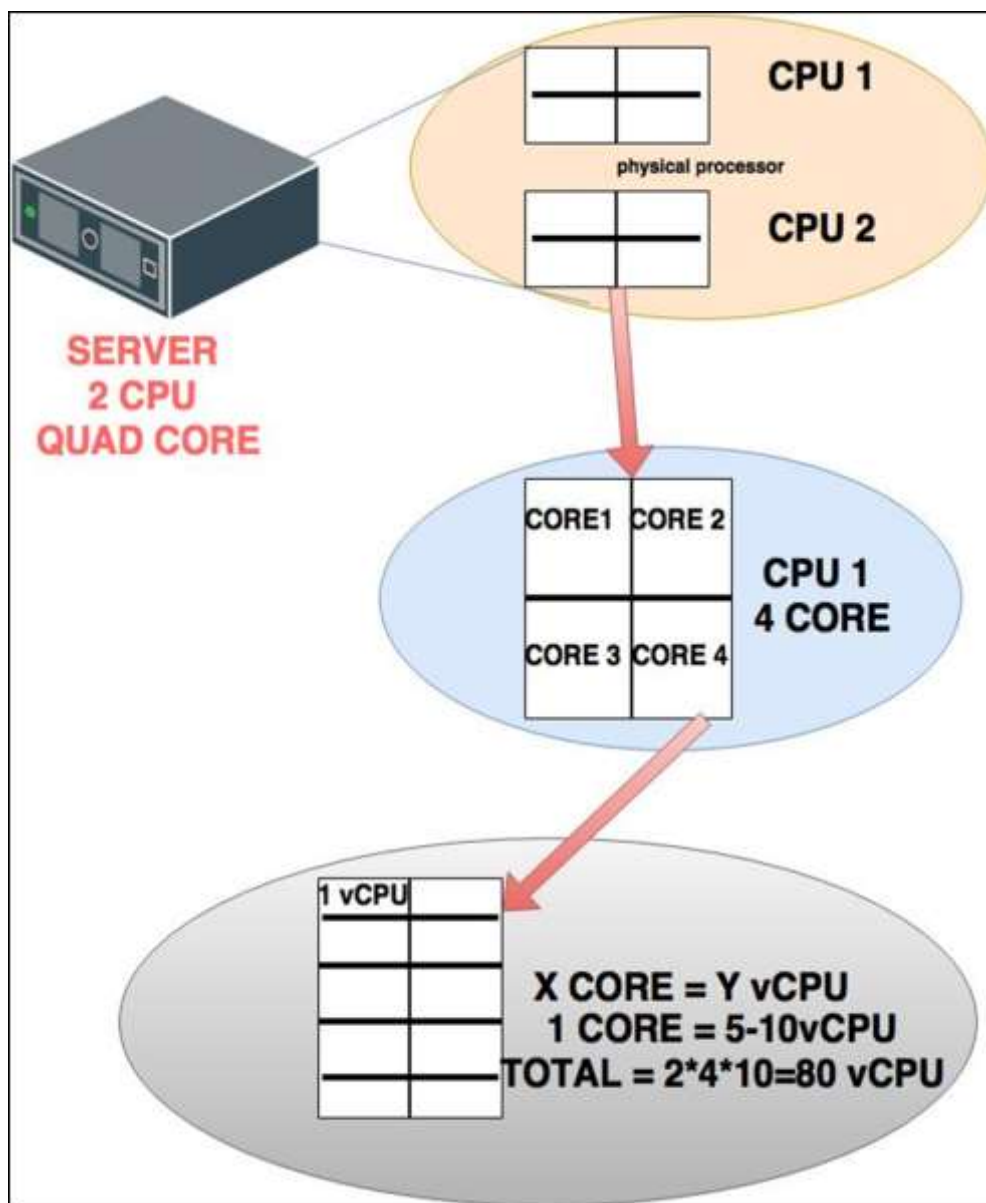 CPU 1
physical processor
CPU 2
SERVER
2 CPU
QUAD CORE
CORE1 CORE 2
CORE 3 CORE 4
CPU 1
4 CORE
1 vCPU
X CORE = Y vCPU
1 CORE = 5-10vCPU
TOTAL = 2*4*10=80 vCPU